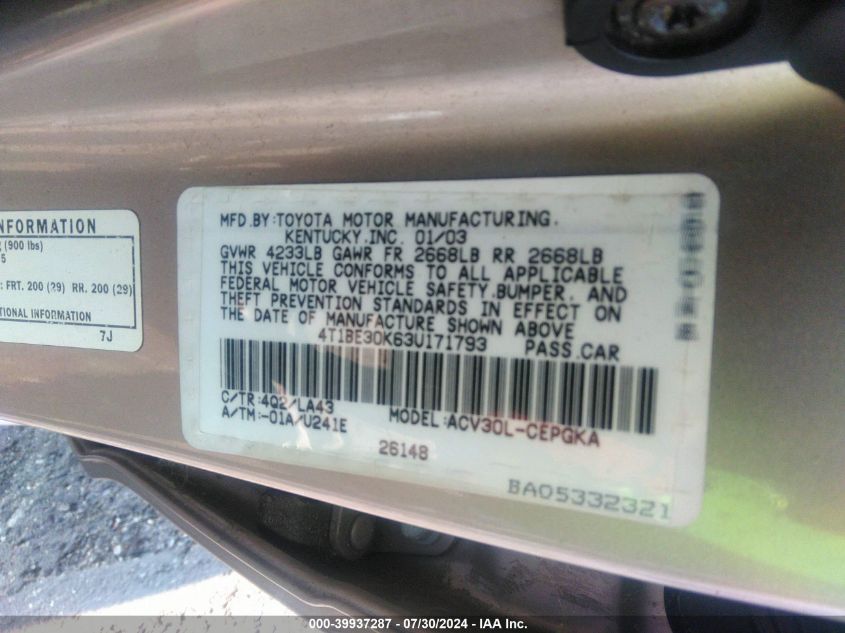 NFORMATION
(900 lbs)
5
: FRT. 200 (29) RR. 200 (29)
TIONAL INFORMATION
7J
MFD.BY:TOYOTA MOTOR MANUFACTURING.
KENTUCKY.INC. 01/03
GVWR 4233LB GAWR FR 2668LB RR 2668LB
THIS VEHICLE CONFORMS TO ALL APPLICABLE
FEDERAL MOTOR VEHICLE SAFETY.BUMPER. AND
THEFT PREVENTION STANDARDS IN EFFECT ON
THE DATE OF MANUFACTURE SHOWN ABOVE
4T1BE30K63U171793 PASS.CAR
C/TR:4Q2/LA43
A/TM:-01A/U241E
MODEL:ACV30L-CEPGKA
26148
BA05332321
000-39937287 - 07/30/2024 - IAA Inc.